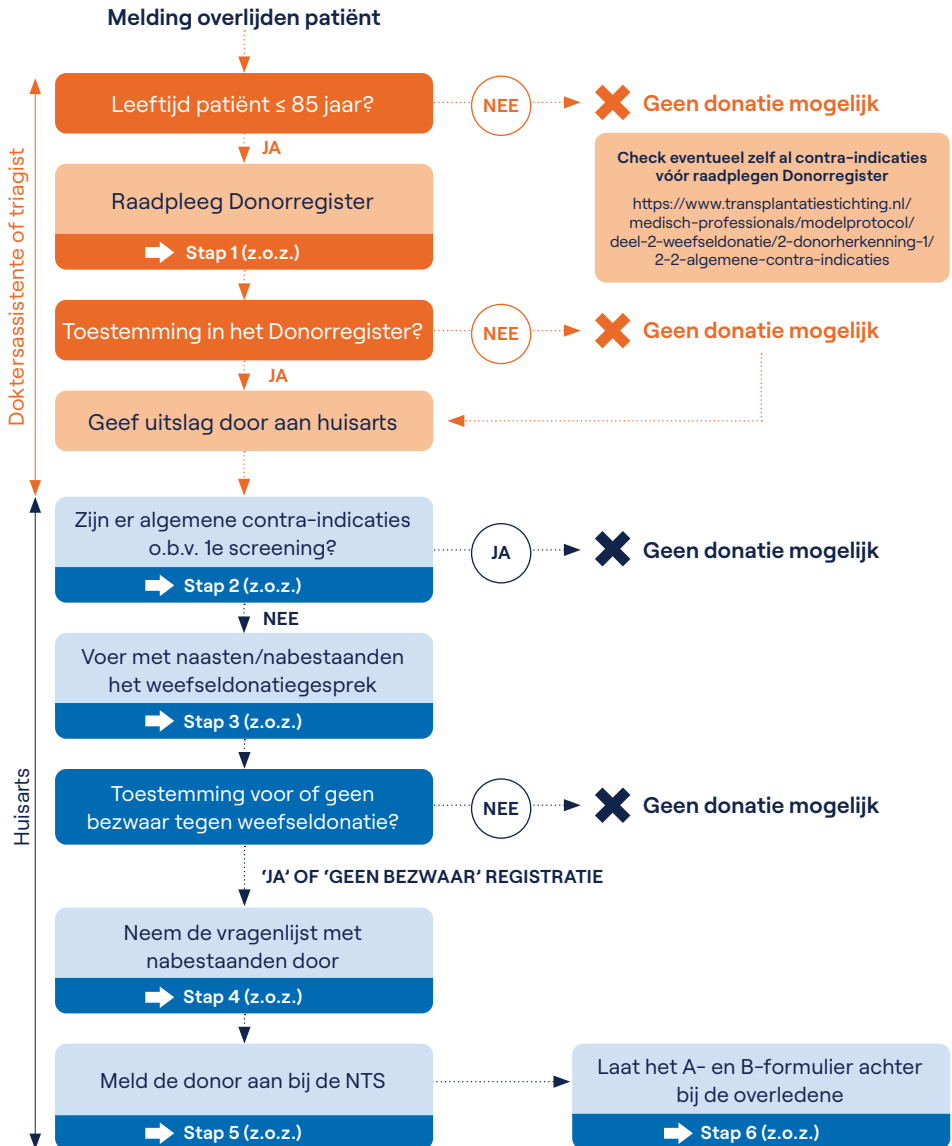 Melding overlijden patiënt
Leeftijd patiënt ≤ 85 jaar?
NEE
Geen donatie mogelijk
JA
Check eventueel zelf al contra-indicaties
vóór raadplegen Donorregister
https://www.transplantatiestichting.nl/
medisch-professionals/modelprotocol/
deel-2-weefseldonatie/2-donorherkenning-1/
2-2-algemene-contra-indicaties
Raadpleeg Donorregister
Stap 1 (z.o.z.)
Toestemming in het Donorregister?
NEE
Geen donatie mogelijk
JA
Geef uitslag door aan huisarts
Doktersassistente of triagist
Zijn er algemene contra-indicaties
o.b.v. 1e screening?
JA
Geen donatie mogelijk
Stap 2 (z.o.z.)
NEE
Voer met naasten/nabestaanden
het weefseldonatiegesprek
Stap 3 (z.o.z.)
Toestemming voor of geen
bezwaar tegen weefseldonatie?
NEE
Geen donatie mogelijk
‘JA’ OF ‘GEEN BEZWAAR’ REGISTRATIE
Neem de vragenlijst met
nabestaanden door
Stap 4 (z.o.z.)
Meld de donor aan bij de NTS
Stap 5 (z.o.z.)
Laat het A- en B-formulier achter
bij de overledene
Stap 6 (z.o.z.)
Huisarts